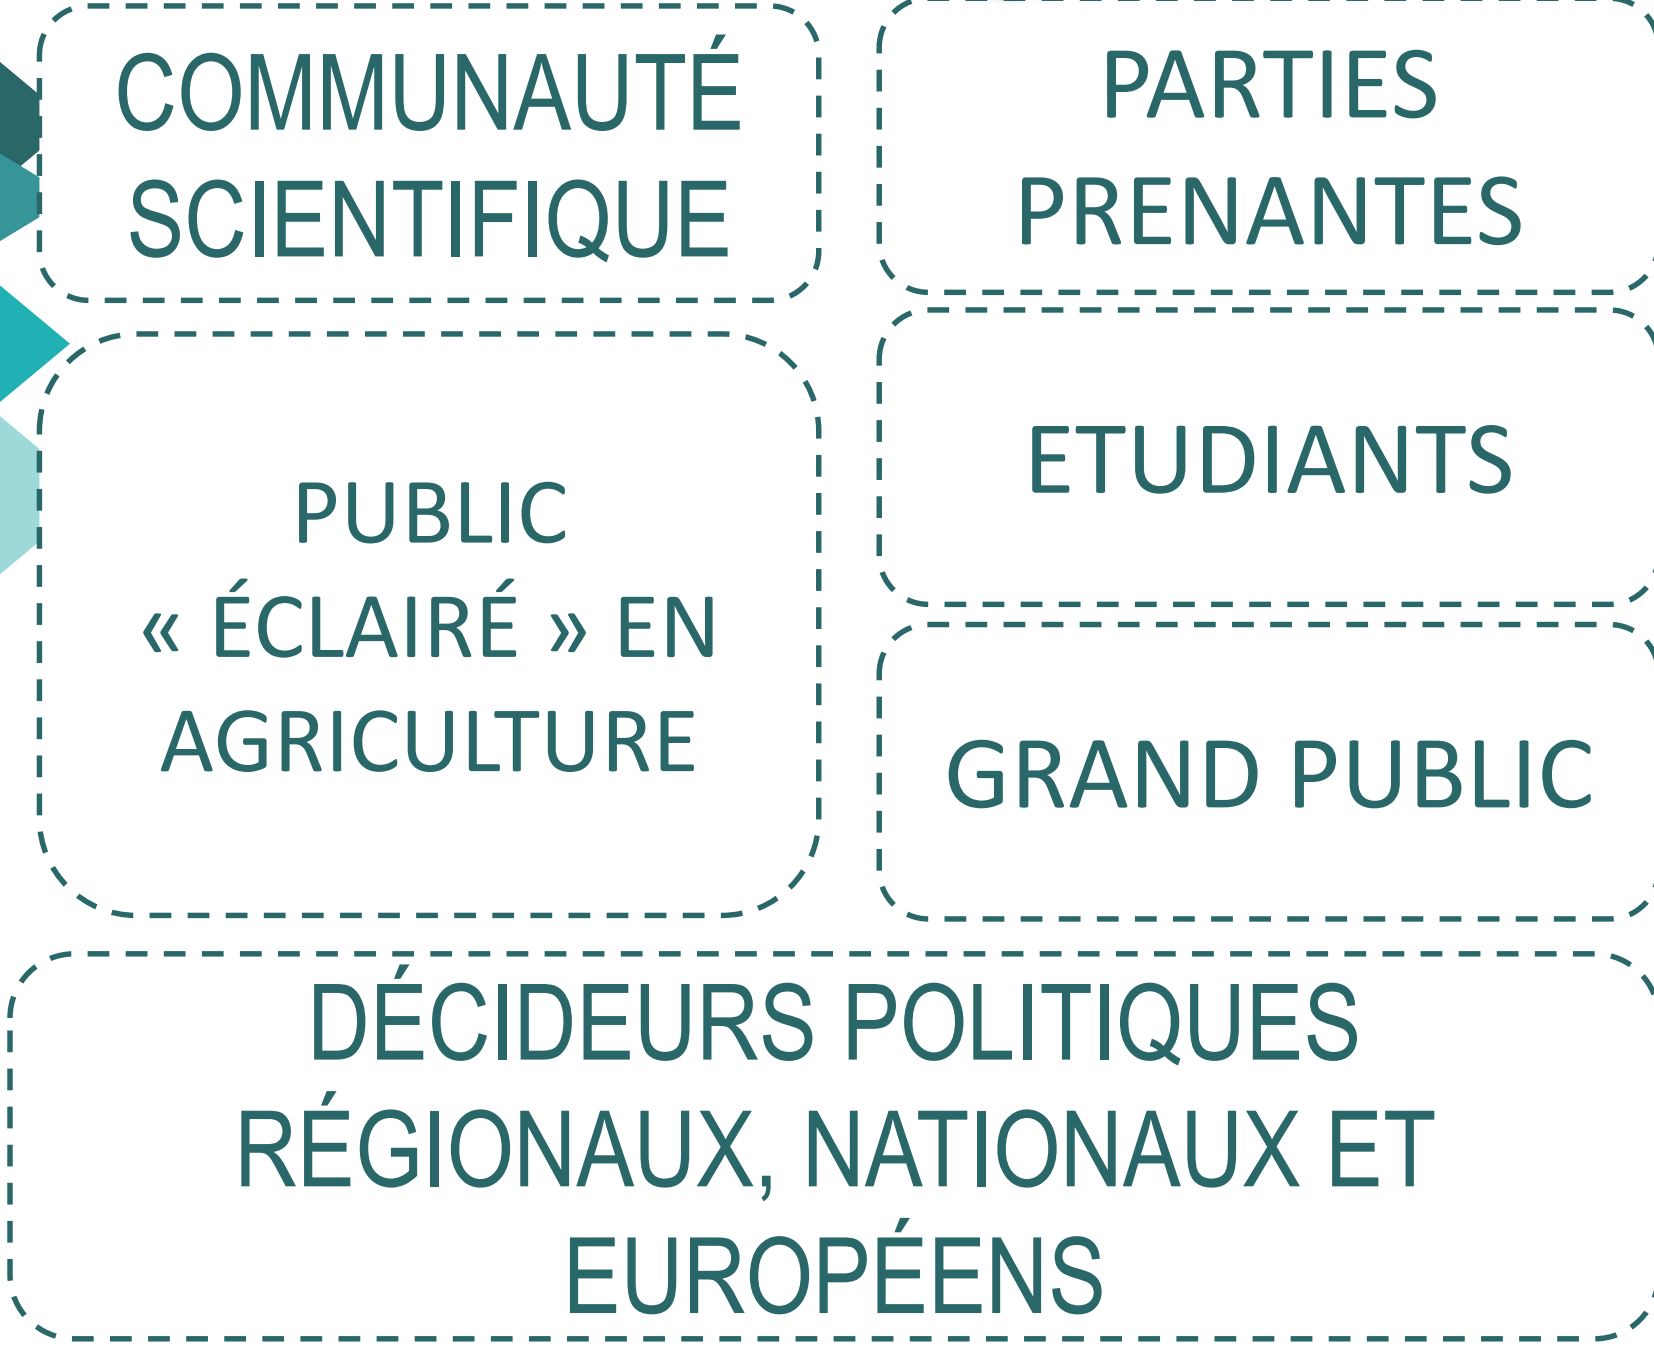 COMMUNAUTÉ
SCIENTIFIQUE
PARTIES
PRENANTES
PUBLIC
« ÉCLAIRÉ » EN
AGRICULTURE
ETUDIANTS
GRAND PUBLIC
DÉCIDEURS POLITIQUES
RÉGIONAUX, NATIONAUX ET
EUROPÉENS